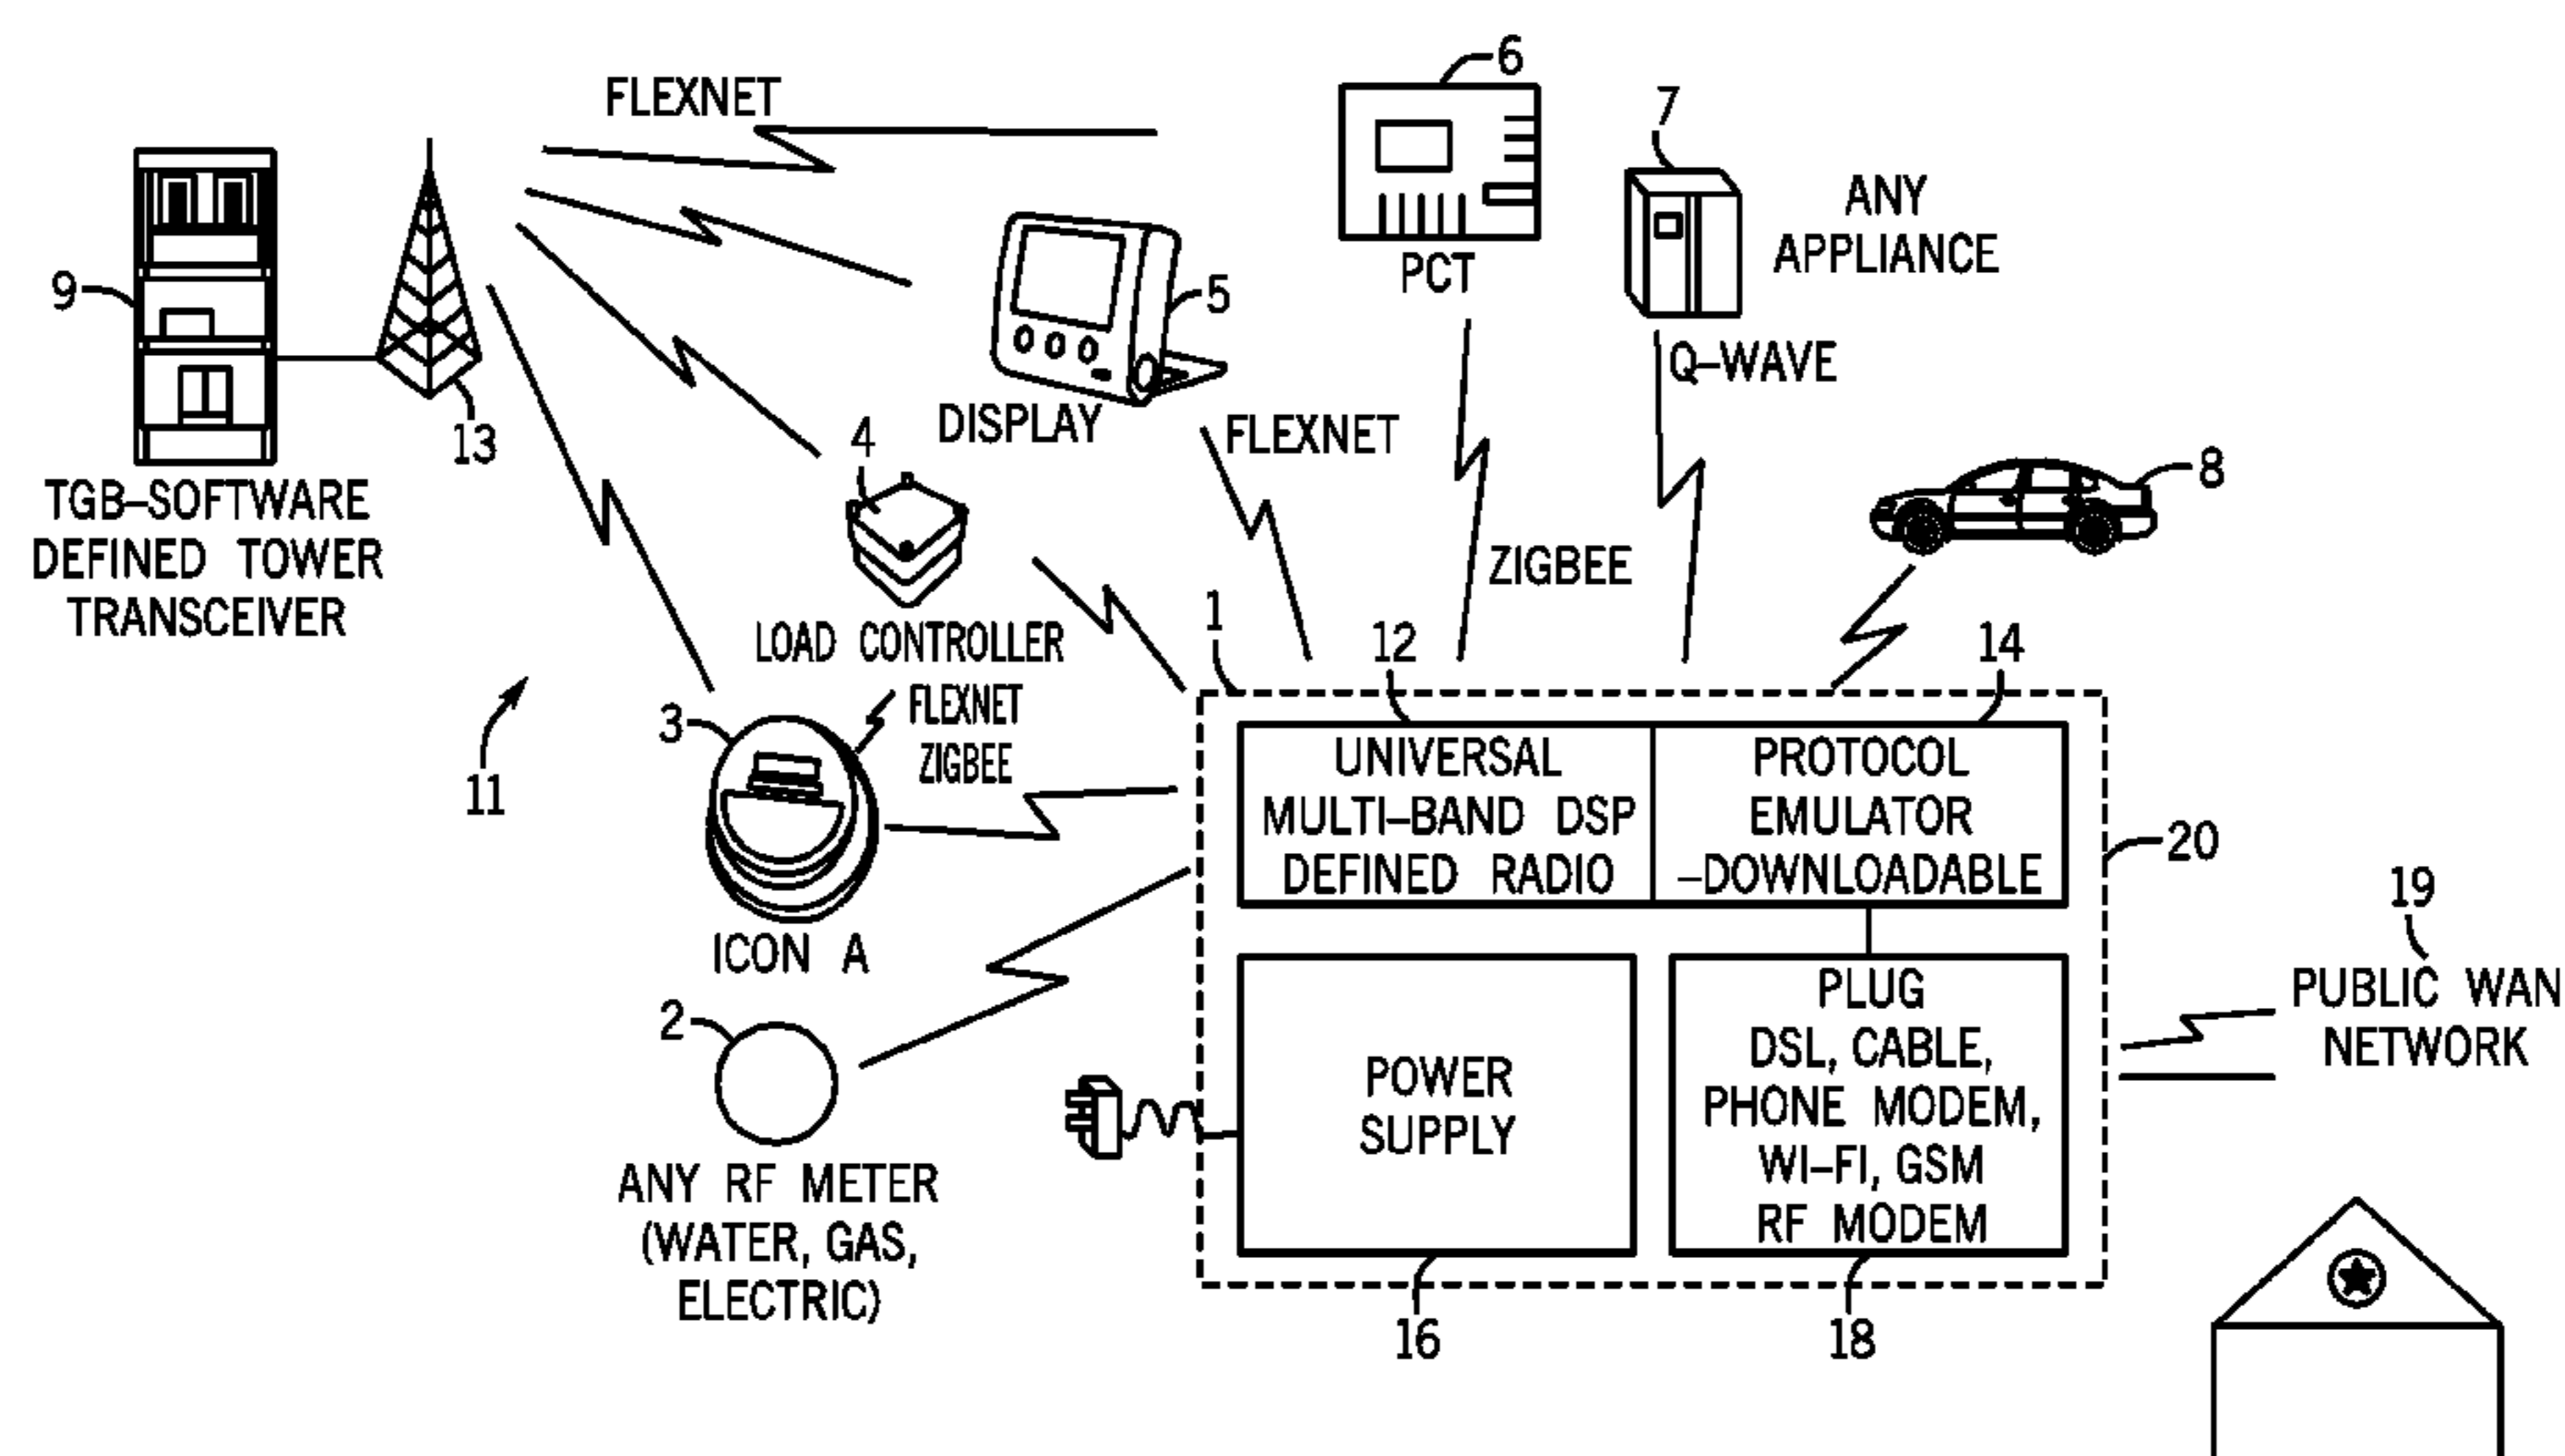 FLEXNET
6
7
ANY
APPLIANCE
PCT
9
5
Q–WAVE
13
DISPLAY
FLEXNET
4
8
TGB–SOFTWARE
DEFINED TOWER
TRANSCEIVER
ZIGBEE
LOAD CONTROLLER
1
12
14
11
3
FLEXNET
ZIGBEE
UNIVERSAL
MULTI–BAND DSP
DEFINED RADIO
PROTOCOL
EMULATOR
–DOWNLOADABLE
20
19
ICON A
PUBLIC WAN
NETWORK
2
POWER
SUPPLY
PLUG
DSL, CABLE,
PHONE MODEM,
WI–FI, GSM
RF MODEM
ANY RF METER
(WATER, GAS,
ELECTRIC)
16
18